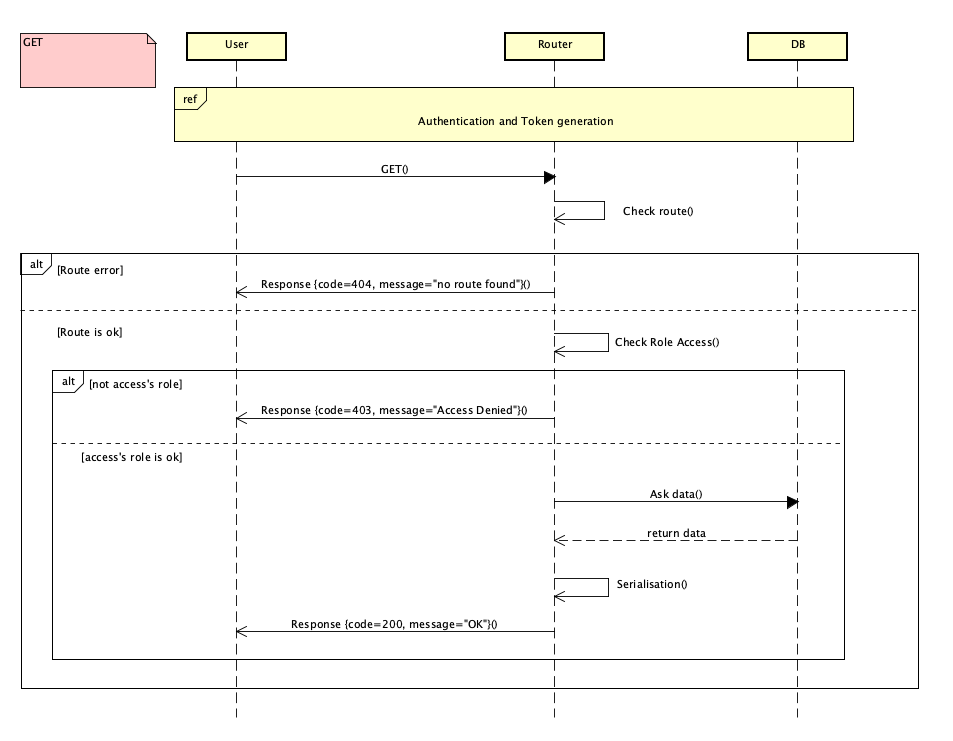 GET
User
Router
DB
ref
Authentication and Token generation
GET()
Check route()
alt
[Route error]
Response {code=404, message="no route found"}()
[Route is ok]
Check Role Access()
alt
[not access's role]
Response {code=403, message="Access Denied"}()
[access's role is ok]
Ask data()
return data
Serialisation()
Response {code=200, message="OK"}()